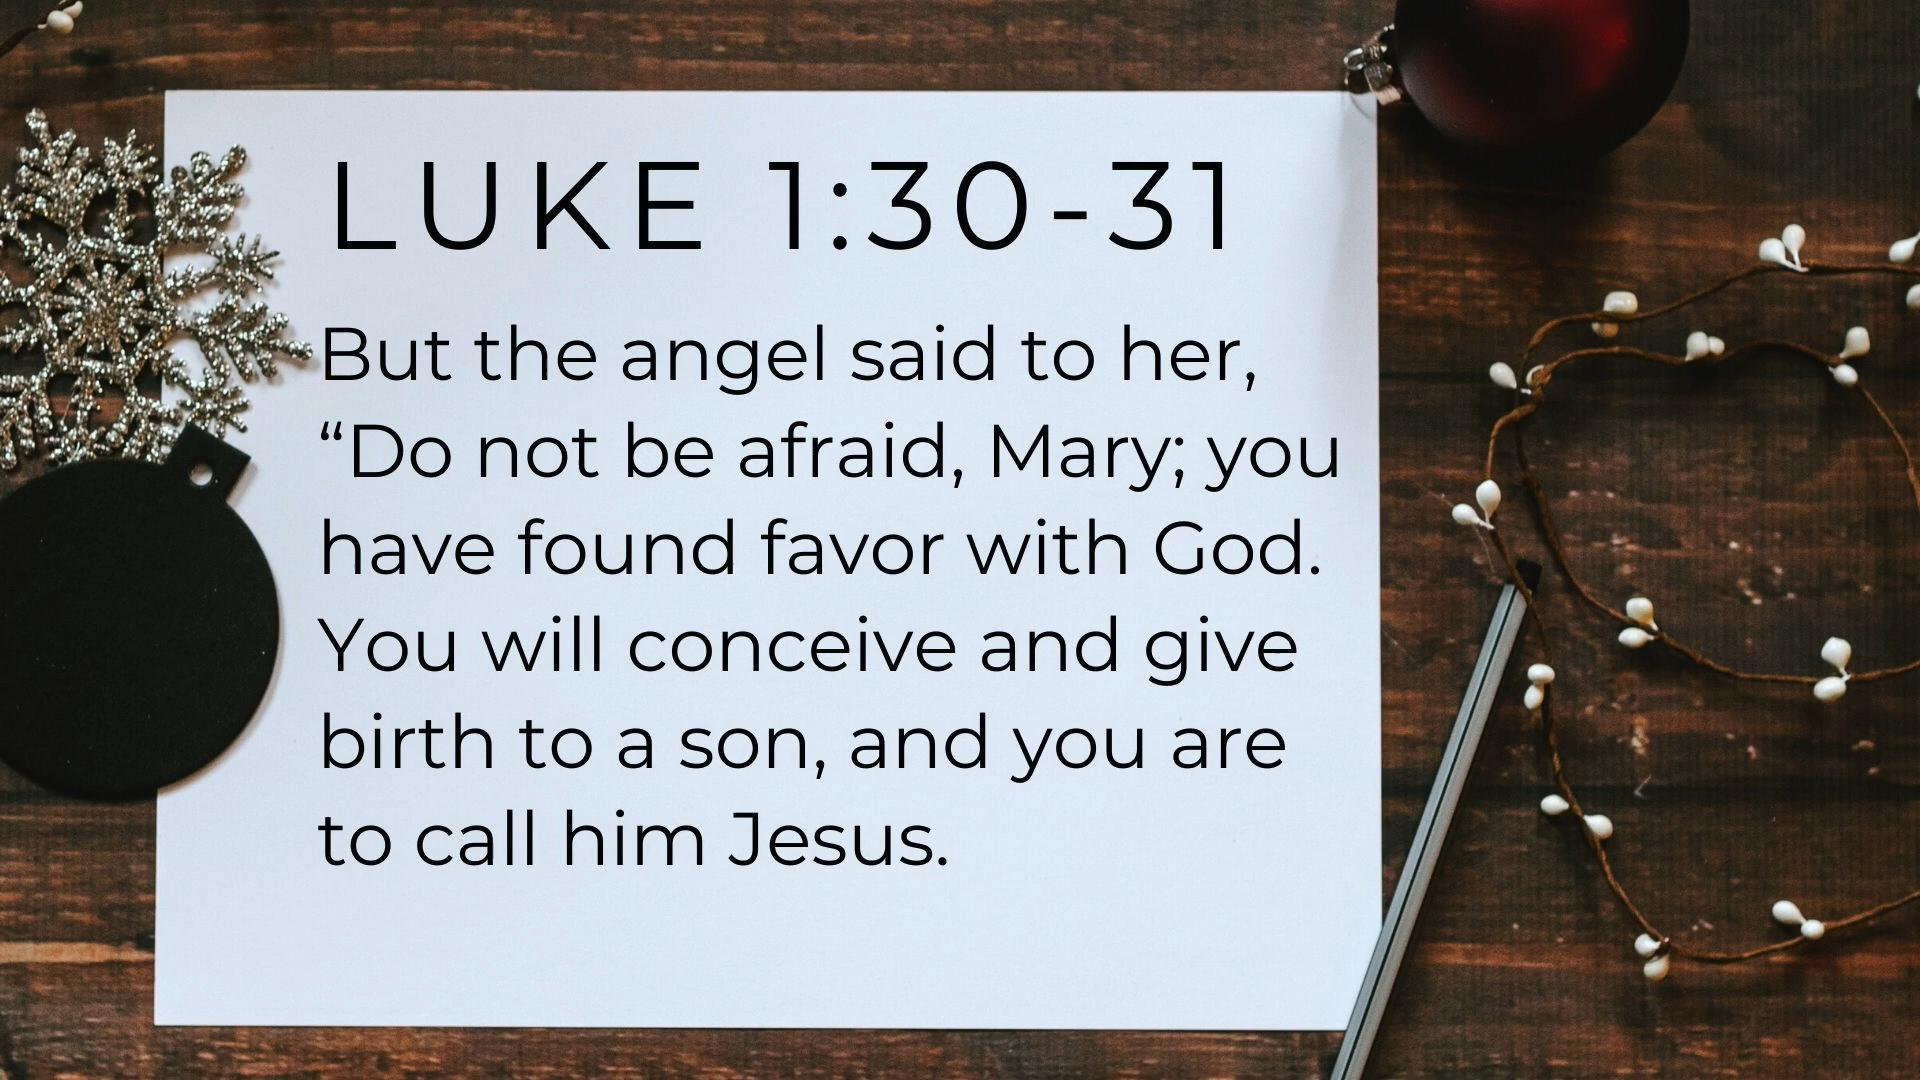 LUKE 1:30-31
But the angel said to her,
“Do not be afraid, Mary; you
have found favor with God.
You will conceive and give
birth to a son, and you are
to call him Jesus.